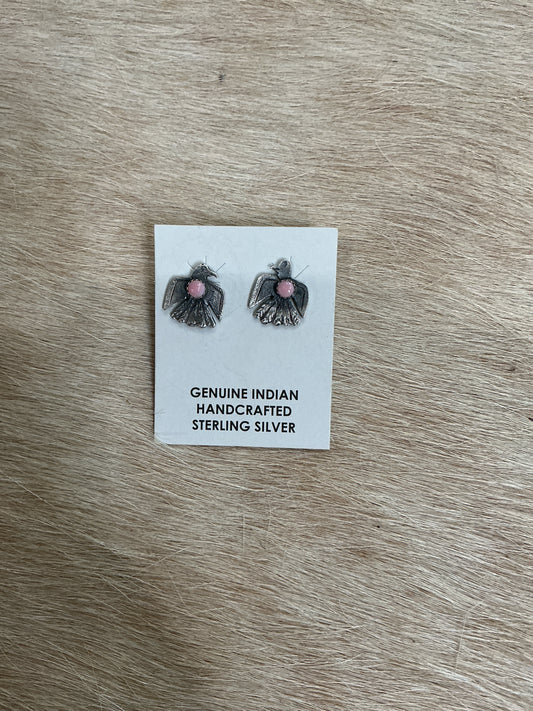 GENUINE INDIAN
HANDCRAFTED
STERLING SILVER